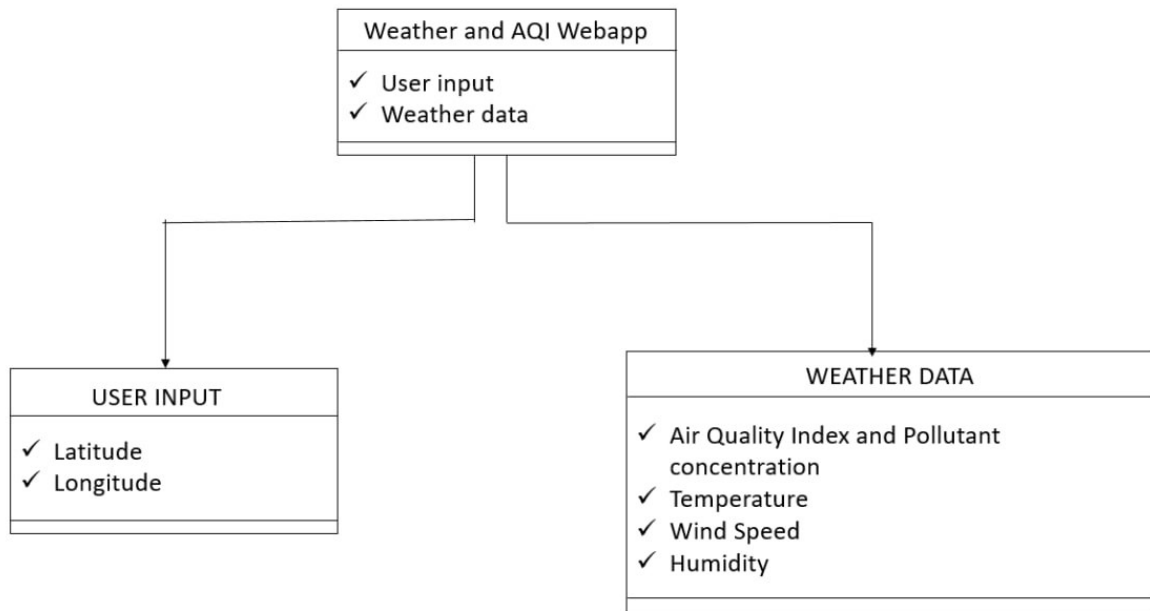 Weather and AQI Webapp
✓ User input
✓ Weather data
USER INPUT
✓ Latitude
✓ Longitude
WEATHER DATA
✓ Air Quality Index and Pollutant
concentration
✓ Temperature
✓ Wind Speed
✓ Humidity